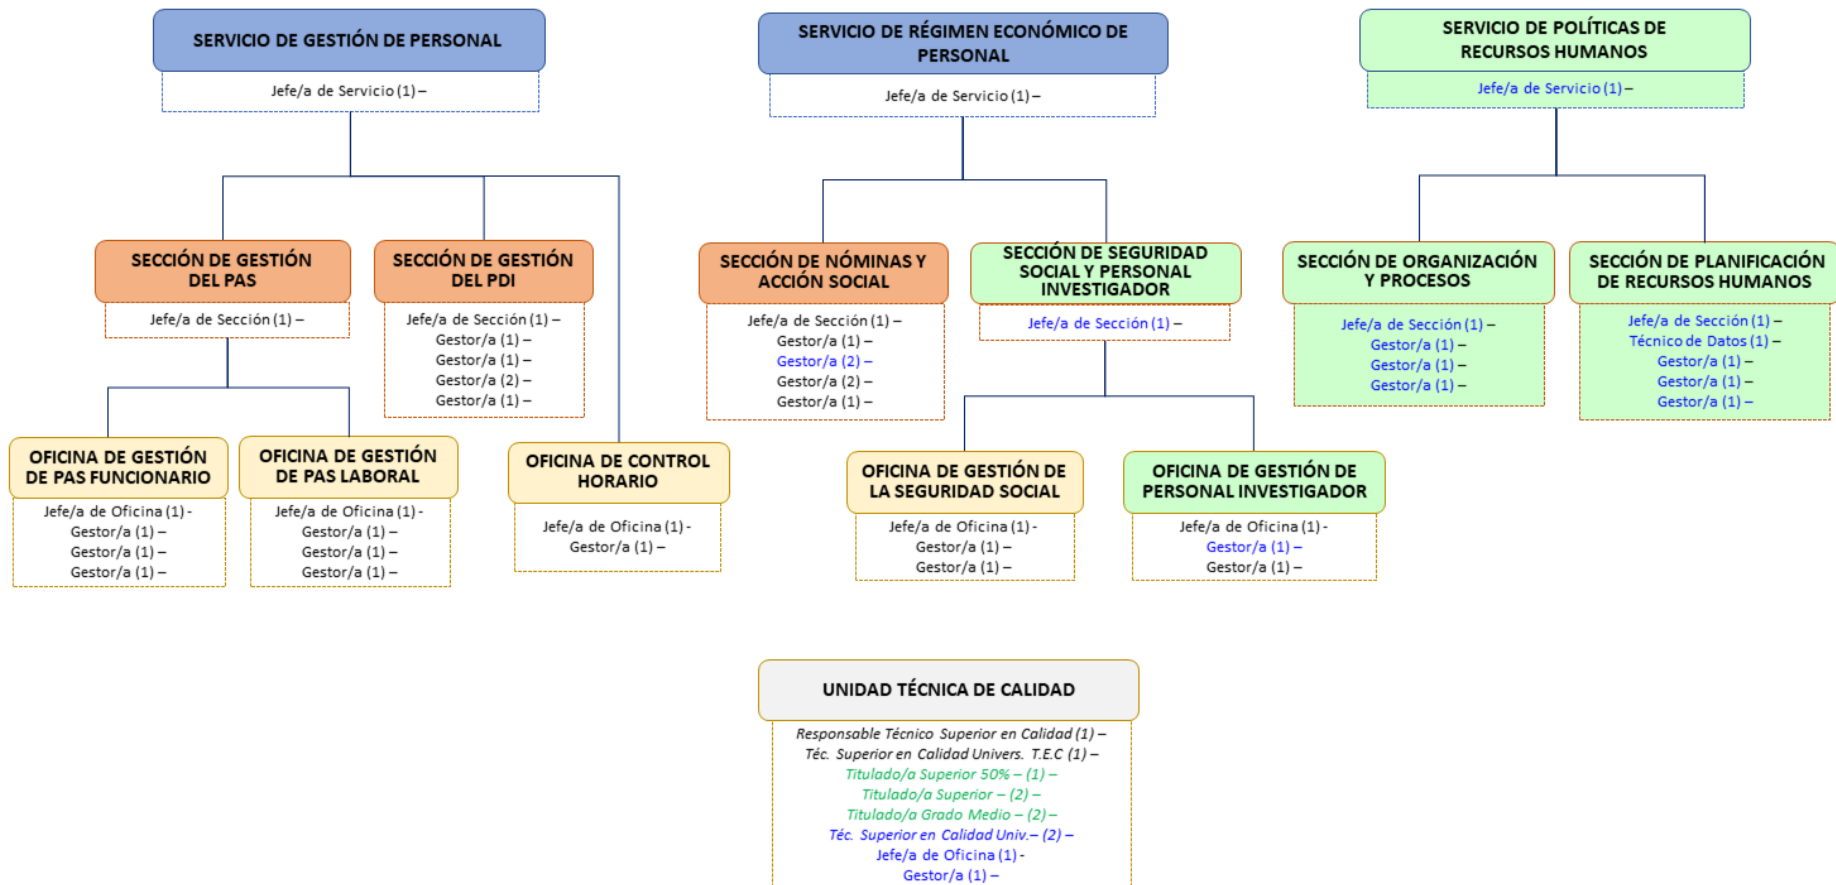 SERVICIO DE GESTIÓN DE PERSONAL
Jefe/a de Servicio (1) –
SERVICIO DE RÉGIMEN ECONÓMICO DE
PERSONAL
Jefe/a de Servicio (1) –
SERVICIO DE POLÍTICAS DE
RECURSOS HUMANOS
Jefe/a de Servicio (1) –
SECCIÓN DE GESTIÓN
DEL PAS
Jefe/a de Sección (1) –
SECCIÓN DE GESTIÓN
DEL PDI
Jefe/a de Sección (1) –
Gestor/a (1) –
Gestor/a (1) –
Gestor/a (2) –
Gestor/a (1) –
SECCIÓN DE NÓMINAS Y
ACCIÓN SOCIAL
Jefe/a de Sección (1) –
Gestor/a (1) –
Gestor/a (2) –
Gestor/a (2) –
Gestor/a (1) –
SECCIÓN DE SEGURIDAD
SOCIAL Y PERSONAL
INVESTIGADOR
Jefe/a de Sección (1) –
SECCIÓN DE ORGANIZACIÓN
Y PROCESOS
Jefe/a de Sección (1) –
Gestor/a (1) –
Gestor/a (1) –
Gestor/a (1) –
SECCIÓN DE PLANIFICACIÓN
DE RECURSOS HUMANOS
Jefe/a de Sección (1) –
Técnico de Datos (1) –
Gestor/a (1) –
Gestor/a (1) –
Gestor/a (1) –
OFICINA DE GESTIÓN
DE PAS FUNCIONARIO
Jefe/a de Oficina (1) -
Gestor/a (1) –
Gestor/a (1) –
Gestor/a (1) –
OFICINA DE GESTIÓN
DE PAS LABORAL
Jefe/a de Oficina (1) -
Gestor/a (1) –
Gestor/a (1) –
Gestor/a (1) –
OFICINA DE CONTROL
HORARIO
Jefe/a de Oficina (1) -
Gestor/a (1) –
OFICINA DE GESTIÓN DE
LA SEGURIDAD SOCIAL
Jefe/a de Oficina (1) -
Gestor/a (1) –
Gestor/a (1) –
OFICINA DE GESTIÓN DE
PERSONAL INVESTIGADOR
Jefe/a de Oficina (1) -
Gestor/a (1) –
Gestor/a (1) –
UNIDAD TÉCNICA DE CALIDAD
Responsable Técnico Superior en Calidad (1) –
Téc. Superior en Calidad Univers. T.E.C (1) –
Titulado/a Superior 50% – (1) –
Titulado/a Superior – (2) –
Titulado/a Grado Medio – (2) –
Téc. Superior en Calidad Univ.– (2) –
Jefe/a de Oficina (1) -
Gestor/a (1) –